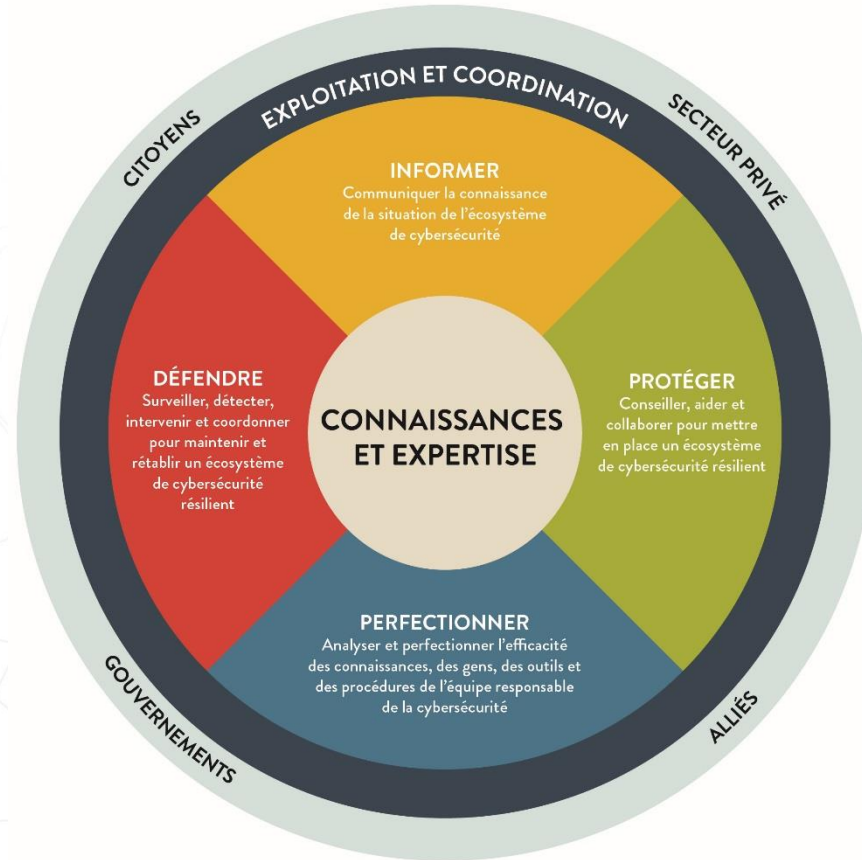 EXPLOITATION ET COORDINATION
CITOYENS
SECTEUR PRIVÉ
INFORMER
Communiquer la connaissance
de la situation de l'écosystème
de cybersécurité
DÉFENDRE
Surveiller, détecter,
intervenir et coordonner
pour maintenir et
rétablir un écosystème
de cybersécurité
résilient
CONNAISSANCES
ET EXPERTISE
PROTÉGER
Conseiller, aider et
collaborer pour mettre
en place un écosystème
de cybersécurité résilient
PERFECTIONNER
Analyser et perfectionner l'efficacité
des connaissances, des gens, des outils et
des procédures de l'équipe responsable
de la cybersécurité
GOUVERNEMENTS
ALLIÉS